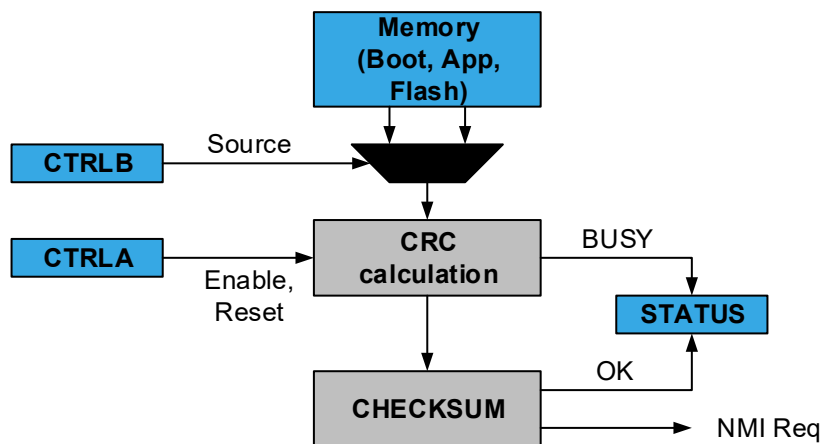 Memory
(Boot, App,
Flash)
CTRLB
Source
CTRLA
Enable,
Reset
CRC
calculation
BUSY
STATUS
OK
CHECKSUM
NMI Req